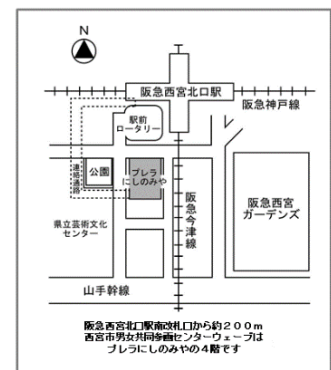 N
阪急西宮北口駅
阪急神戸線
駅前
ロータリー
連絡通路
公園
プレラ
にしのみや
阪急今津線
阪急西宮
ガーデンズ
県立芸術文化
センター
山手幹線
阪急西宮北口駅南改札口から約200m
西宮市男女共同参画センターウェーブは
プレラにしのみやの4階です